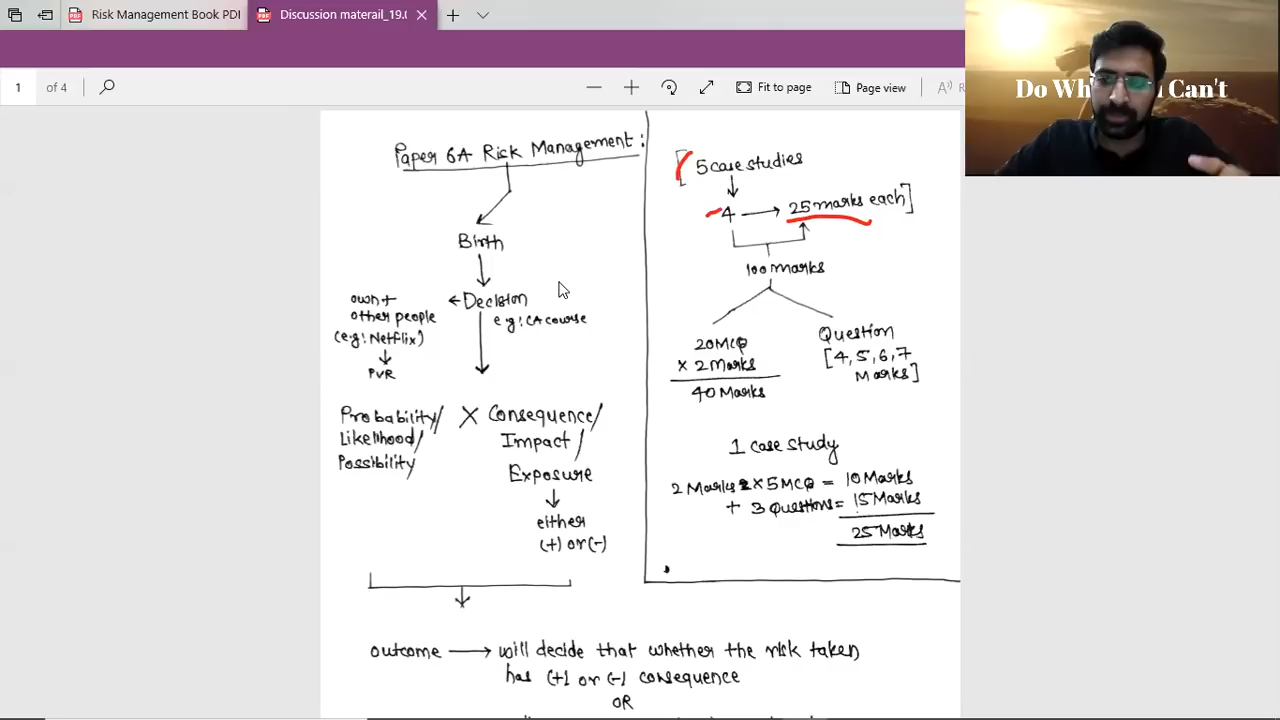 Risk Management Book PDI
Discussion materail_19.0
1 of 4
Fit to page
Page view
Do Wh
Can't
Paper 6A Risk Management:
Birth
Decision
e.g: CA course
own +
other people
(e.g: Netflix)
PVR
Probability/
Likelihood/
Possibility
X
Consequence/
Impact /
Exposure
either
(+) or (-)
outcome → will decide that whether the risk taken
has (+) or (-) consequence
OR
[5 case studies
4 → 25 marks each]
100 marks
20 MCQ
x 2 Marks
40 Marks
Question
[4, 5, 6, 7
Marks]
1 case study
2 Marks x 5 MCQ = 10 Marks
+ 3 Questions = 15 Marks
25 Marks